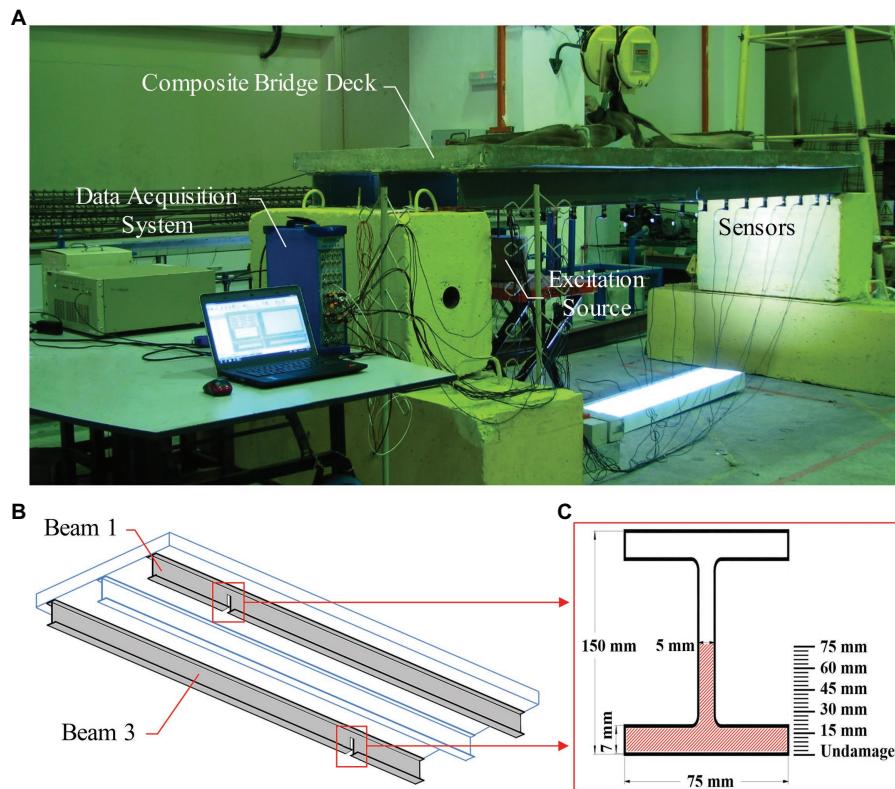 A
Composite Bridge Deck
Data Acquisition
System
Sensors
Excitation
Source
B
Beam 1
Beam 3
C
150 mm
5 mm
7 mm
75 mm
75 mm
60 mm
45 mm
30 mm
15 mm
Undamage